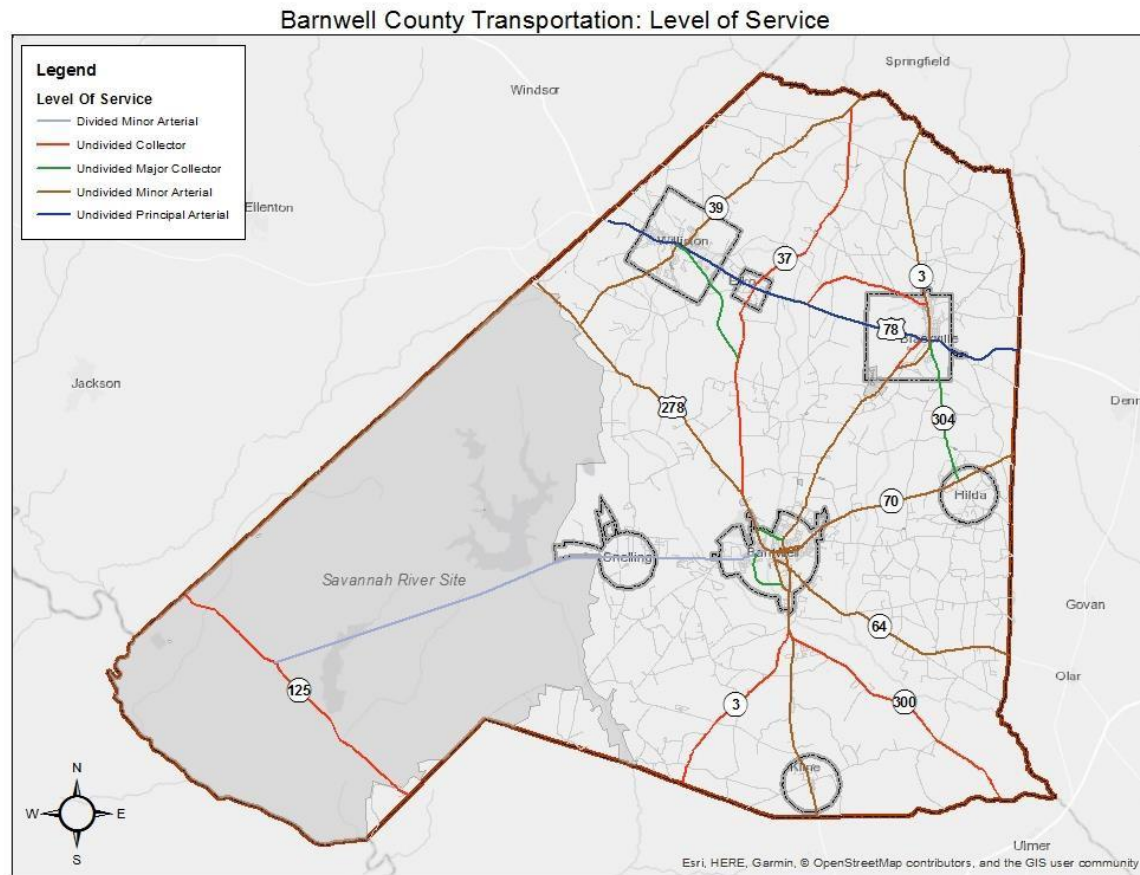 Barnwell County Transportation: Level of Service
Legend
Level Of Service
Divided Minor Arterial
Undivided Collector
Undivided Major Collector
Undivided Minor Arterial
Undivided Principal Arterial
Springfield
Windsor
Ellenton
39
37
3
78
Jackson
278
304
70
Hilda
Snelling
Savannah River Site
Govan
64
Olar
125
3
300
Kline
N
W
E
S
Ulmer
Esri, HERE, Garmin, © OpenStreetMap contributors, and the GIS user community